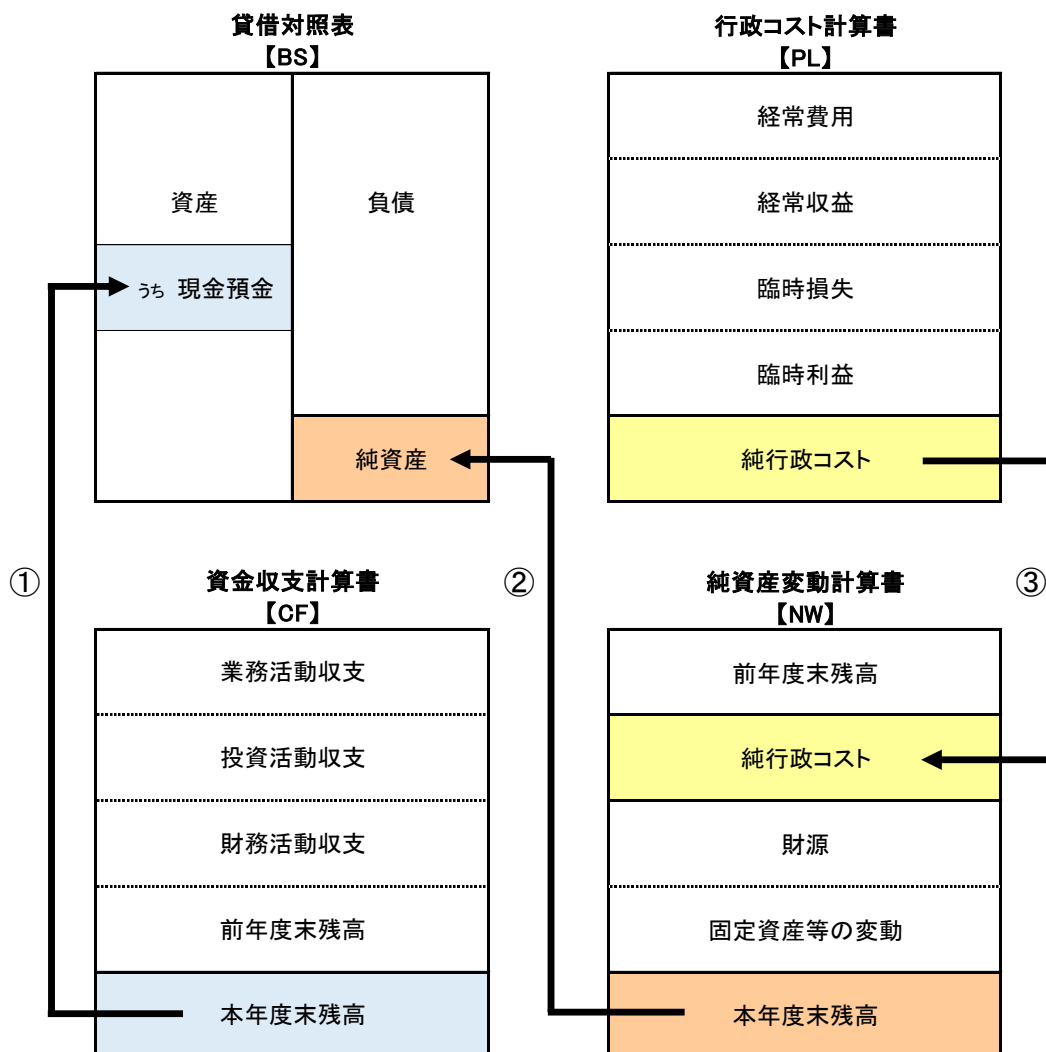 貸借対照表
【BS】
資産
負債
うち 現金預金
純資産
行政コスト計算書
【PL】
経常費用
経常収益
臨時損失
臨時利益
純行政コスト
①
資金収支計算書
【CF】
業務活動収支
投資活動収支
財務活動収支
前年度末残高
本年度末残高
②
純資産変動計算書
【NW】
前年度末残高
純行政コスト
財源
固定資産等の変動
本年度末残高
③